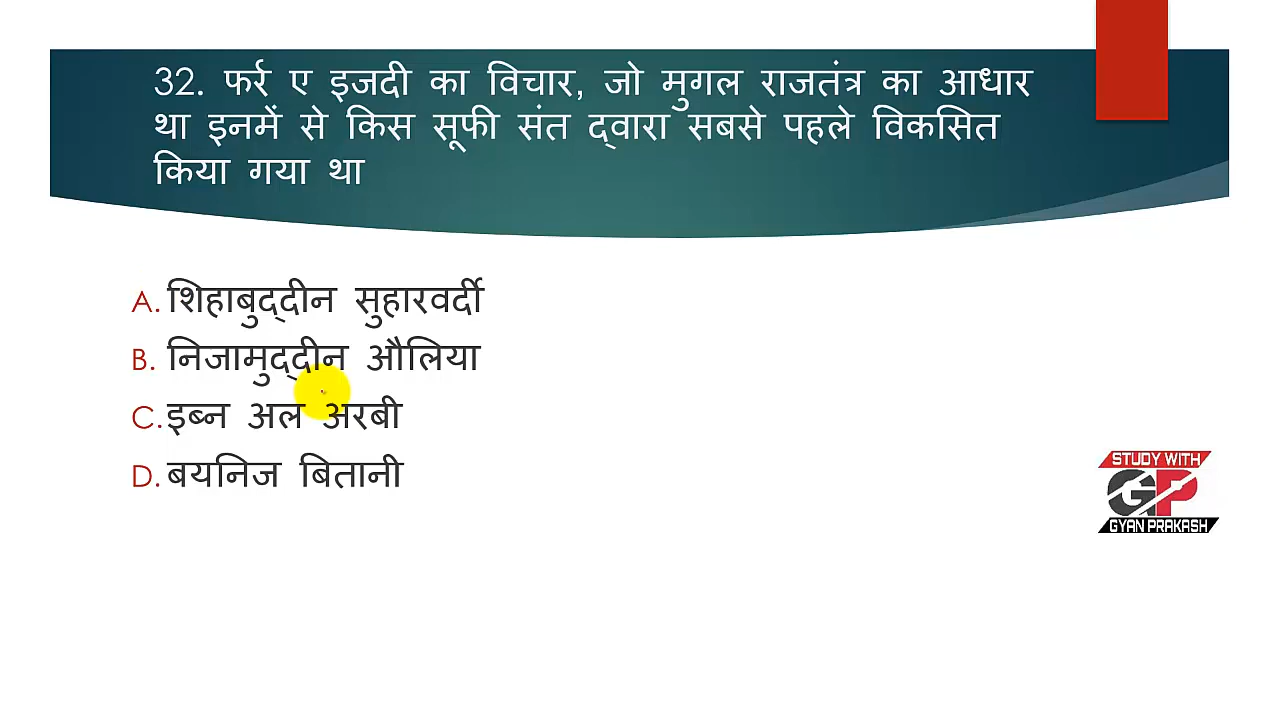 32. फर्र ए इजदी का विचार, जो मुगल राजतंत्र का आधार
था इनमें से किस सूफी संत द्वारा सबसे पहले विकसित
किया गया था
A. शिहाबुद्दीन सुहारवर्दी
B. निजामुद्दीन औलिया
C. इब्न अल अरबी
D. बयनिज बितानी
STUDY WITH
GP
GYAN PRAKASH